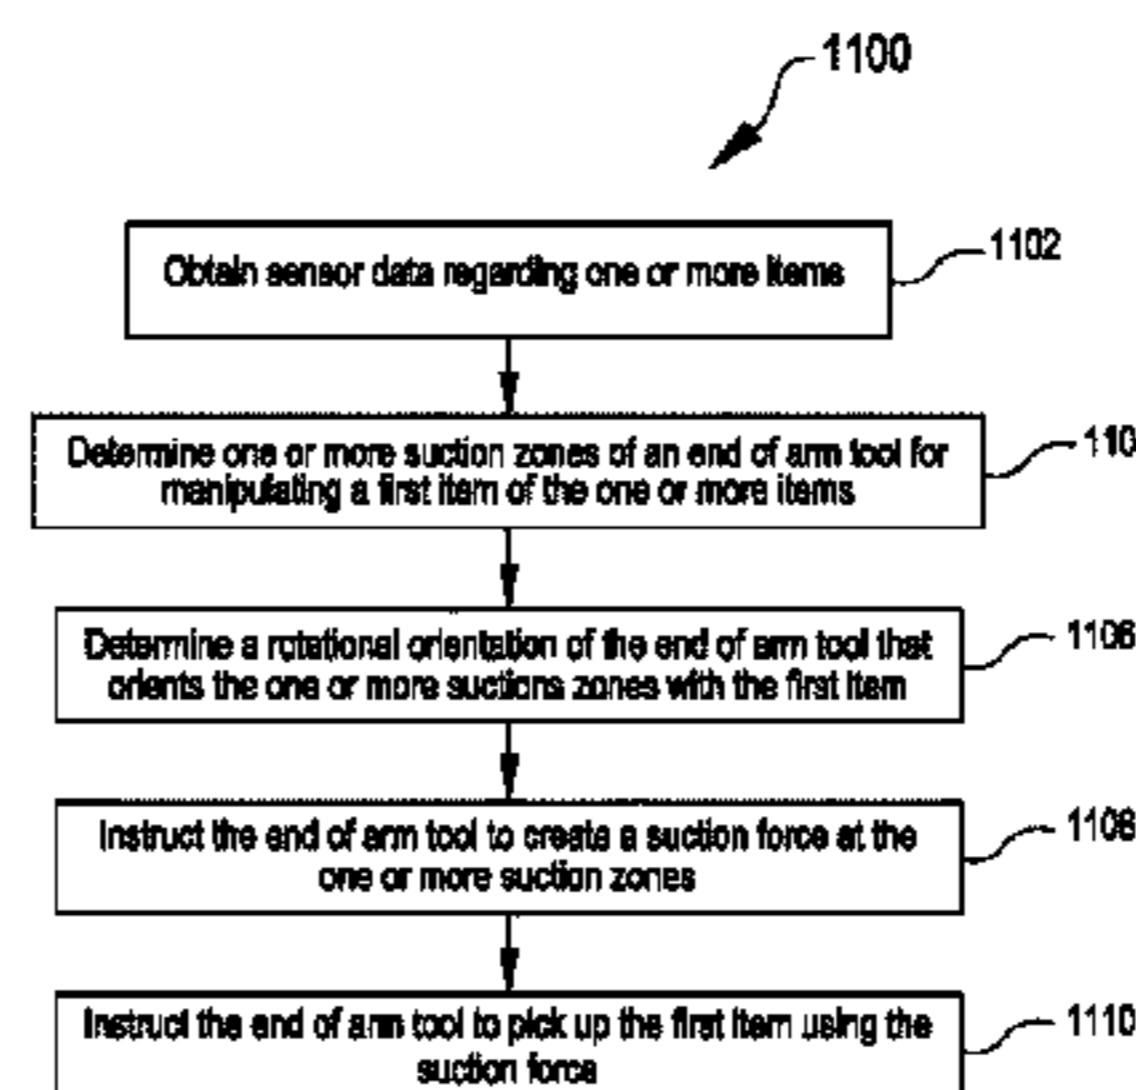 1100
Obtain sensor data regarding one or more items
1102
Determine one or more suction zones of an end of arm tool for
manipulating a first item of the one or more items
110
Determine a rotational orientation of the end of arm tool that
orients the one or more suctions zones with the first item
1106
Instruct the end of arm tool to create a suction force at the
one or more suction zones
1108
Instruct the end of arm tool to pick up the first item using the
suction force
1110